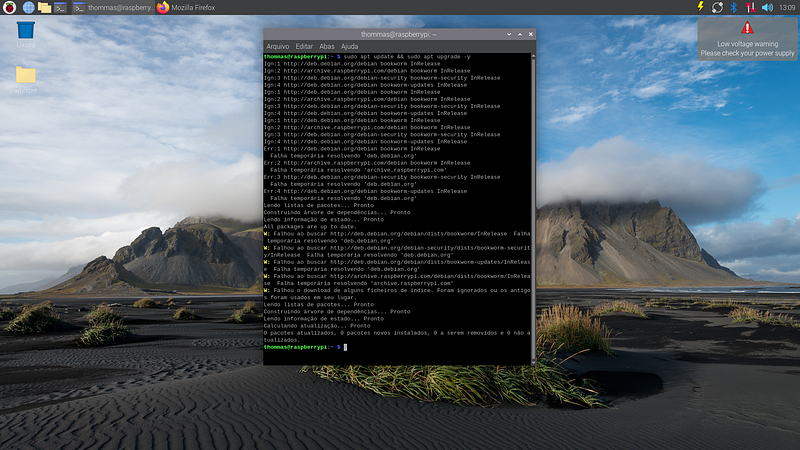 thommas@raspberry...
Mozilla Firefox
13:09
Low voltage warning
Please check your power supply
Lixeira
thommas@raspberrypi: ~
Arquivo Editar Abas Ajuda
thommas@raspberrypi:~ $ sudo apt update && sudo apt upgrade -y
Ign:1 http://deb.debian.org/debian bookworm InRelease
Ign:2 http://archive.raspberrypi.com/debian bookworm InRelease
Ign:3 http://deb.debian.org/debian-security bookworm-security InRelease
Ign:4 http://deb.debian.org/debian bookworm-updates InRelease
Ign:1 http://deb.debian.org/debian bookworm InRelease
Ign:2 http://archive.raspberrypi.com/debian bookworm InRelease
Ign:3 http://deb.debian.org/debian-security bookworm-security InRelease
Ign:4 http://deb.debian.org/debian bookworm-updates InRelease
Ign:1 http://deb.debian.org/debian bookworm InRelease
Ign:2 http://archive.raspberrypi.com/debian bookworm InRelease
Ign:3 http://deb.debian.org/debian-security bookworm-security InRelease
Ign:4 http://deb.debian.org/debian bookworm-updates InRelease
Err:1 http://deb.debian.org/debian bookworm InRelease
Falha temporária resolvendo 'deb.debian.org'
Err:2 http://archive.raspberrypi.com/debian bookworm InRelease
Falha temporária resolvendo 'archive.raspberrypi.com'
Err:3 http://deb.debian.org/debian-security bookworm-security InRelease
Falha temporária resolvendo 'deb.debian.org'
Err:4 http://deb.debian.org/debian bookworm-updates InRelease
Falha temporária resolvendo 'deb.debian.org'
Lendo listas de pacotes... Pronto
Construindo árvore de dependências... Pronto
Lendo informação de estado... Pronto
All packages are up to date.
W: Falhou ao buscar http://deb.debian.org/debian/dists/bookworm/InRelease Falha
temporária resolvendo 'deb.debian.org'
W: Falhou ao buscar http://deb.debian.org/debian-security/dists/bookworm-securit
y/InRelease Falha temporária resolvendo 'deb.debian.org'
W: Falhou ao buscar http://deb.debian.org/debian/dists/bookworm-updates/InReleas
e Falha temporária resolvendo 'deb.debian.org'
W: Falhou ao buscar http://archive.raspberrypi.com/debian/dists/bookworm/InRelea
se Falha temporária resolvendo 'archive.raspberrypi.com'
W: Falhou o download de alguns ficheiros de índice. Foram ignorados ou os antigo
s foram usados em seu lugar.
Lendo listas de pacotes... Pronto
Construindo árvore de dependências... Pronto
Lendo informação de estado... Pronto
Calculando atualização... Pronto
0 pacotes atualizados, 0 pacotes novos instalados, 0 a serem removidos e 0 não a
tualizados.
thommas@raspberrypi:~ $